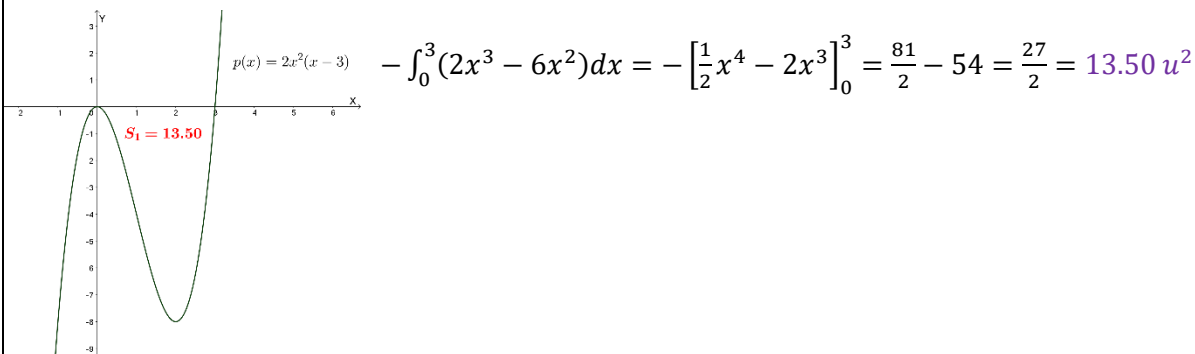 Y
3
2
1
p(x) = 2x²(x − 3)
− ∫₀³(2x³ − 6x²)dx = − [½x⁴ − 2x³]₀³ = 81/2 − 54 = 27/2 = 13.50 u²
X
2 1 0 1 2 3 4 5 6
-1
S₁ = 13.50
2
-3
-4
-5
6
-7
-8
-9